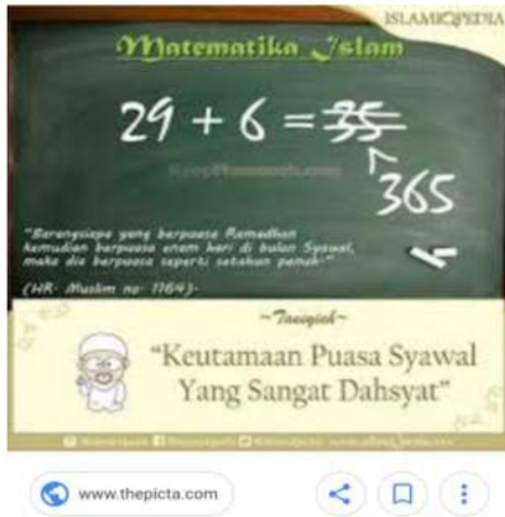 ISLAMICPEDIA
Matematika Islam
29 + 6 = 35
365
"Barangsiapa yang berpuasa Ramadhan
kemudian berpuasa enam hari di bulan Syawal,
maka dia berpuasa seperti setahun penuh."
(HR. Muslim no. 1164).
~Tausyiah~
"Keutamaan Puasa Syawal
Yang Sangat Dahsyat"
www.thepicta.com